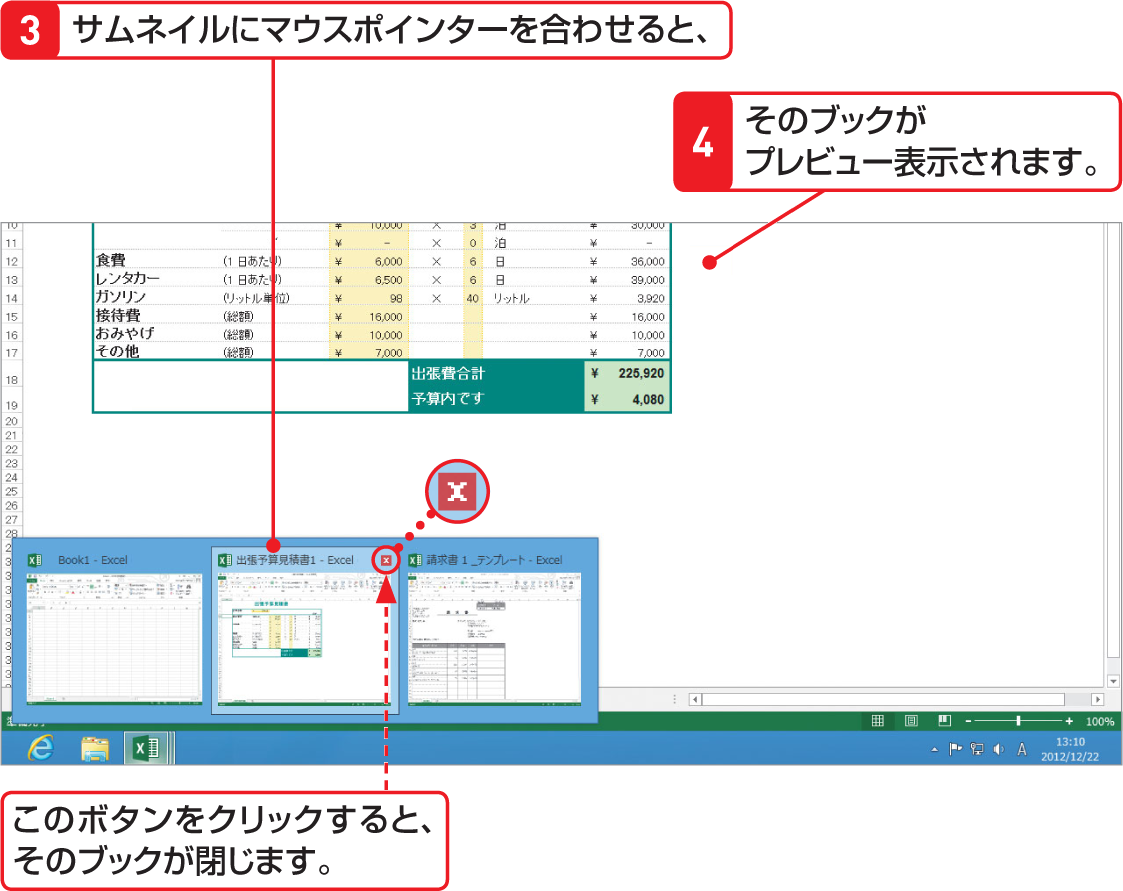 3 サムネイルにマウスポインターを合わせると、
4 そのブックが
プレビュー表示されます。
10 ¥ 10,000 × 3 泊 ¥ 30,000
11 ¥ - × 0 泊 ¥ -
12 食費 (1 日あたり) ¥ 6,000 × 6 日 ¥ 36,000
13 レンタカー (1 日あたり) ¥ 6,500 × 6 日 ¥ 39,000
14 ガソリン (リットル単位) ¥ 98 × 40 リットル ¥ 3,920
15 接待費 (総額) ¥ 16,000 ¥ 16,000
16 おみやげ (総額) ¥ 10,000 ¥ 10,000
17 その他 (総額) ¥ 7,000 ¥ 7,000
18 出張費合計 ¥ 225,920
19 予算内です ¥ 4,080
20
21
22
23
24
25
26
27
28
Book1 - Excel 出張予算見積書1 - Excel 請求書 1 _テンプレート - Excel
出張予算見積書
100%
A 13:10
2012/12/22
このボタンをクリックすると、
そのブックが閉じます。